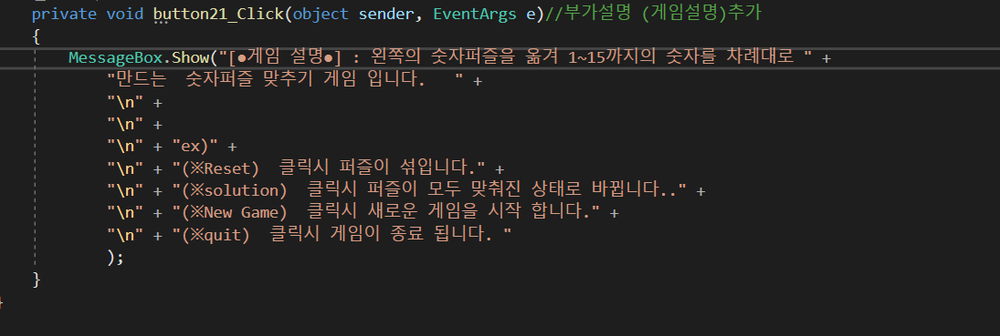 private void button21_Click(object sender, EventArgs e)//부가설명 (게임설명)추가
{
MessageBox.Show("[●게임 설명●] : 왼쪽의 숫자퍼즐을 옮겨 1~15까지의 숫자를 차례대로 " +
"만드는  숫자퍼즐 맞추기 게임 입니다.   " +
"\n" +
"\n" +
"\n" + "ex)" +
"\n" + "(※Reset)  클릭시 퍼즐이 섞입니다." +
"\n" + "(※solution)  클릭시 퍼즐이 모두 맞춰진 상태로 바뀝니다.." +
"\n" + "(※New Game)  클릭시 새로운 게임을 시작 합니다." +
"\n" + "(※quit)  클릭시 게임이 종료 됩니다. "
);
}
}